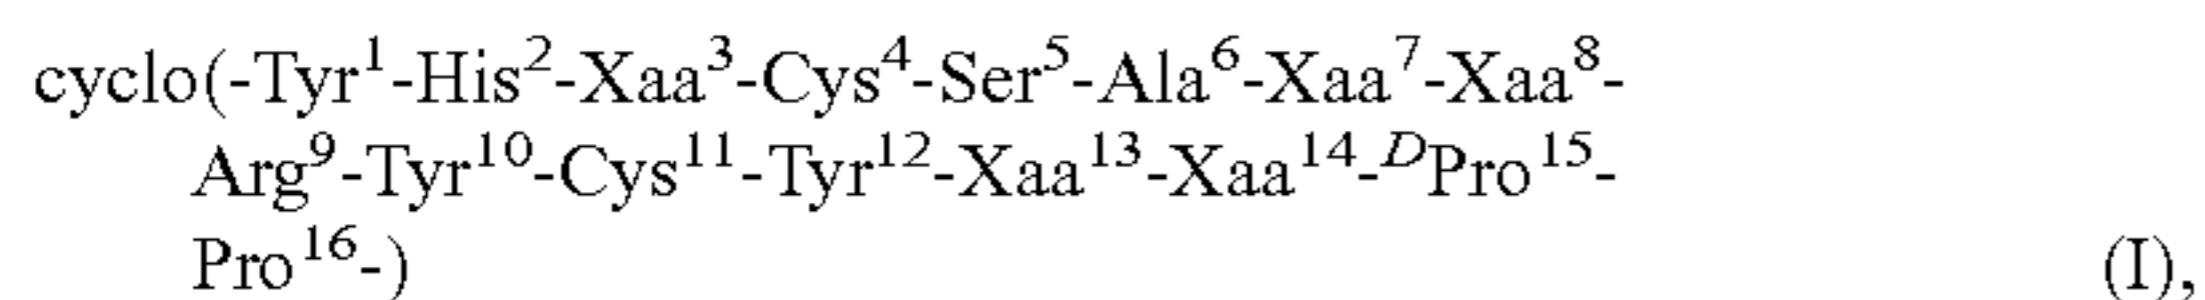 cyclo(-Tyr¹-His²-Xaa³-Cys⁴-Ser⁵-Ala⁶-Xaa⁷-Xaa⁸-
Arg⁹-Tyr¹⁰-Cys¹¹-Tyr¹²-Xaa¹³-Xaa¹⁴-ᴰPro¹⁵-
Pro¹⁶-) (I),